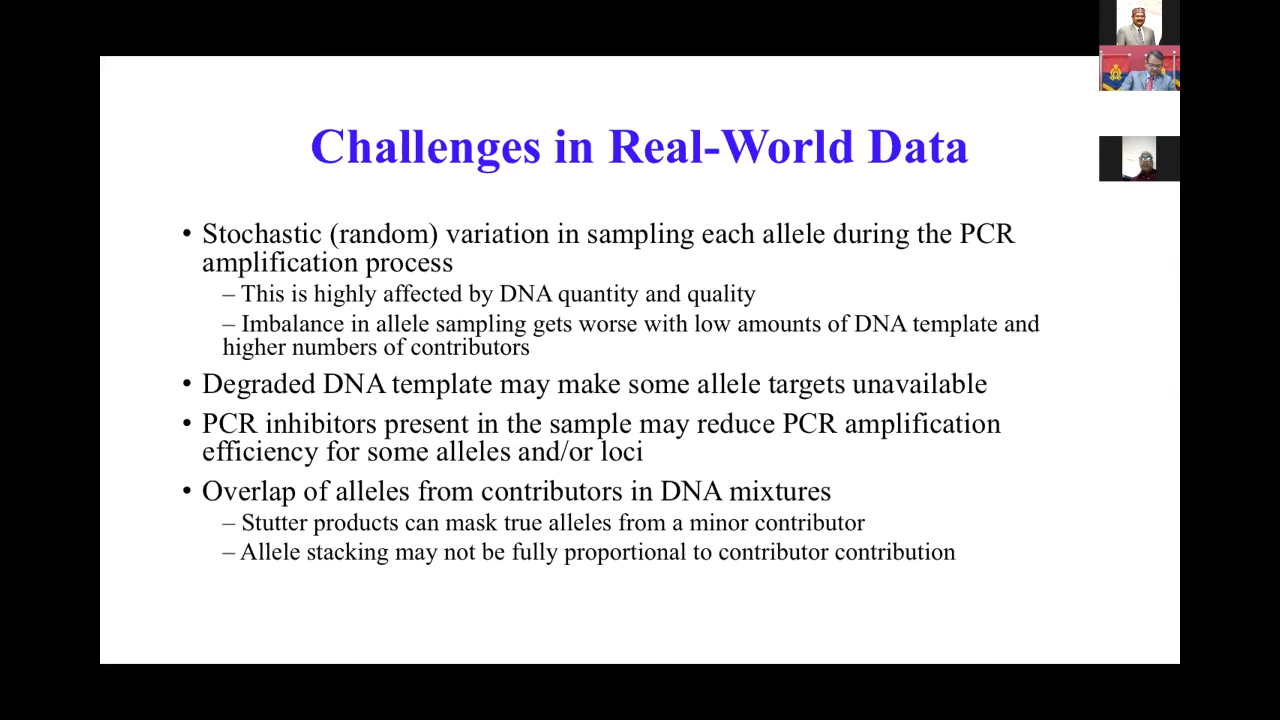 Challenges in Real-World Data
• Stochastic (random) variation in sampling each allele during the PCR
amplification process
– This is highly affected by DNA quantity and quality
– Imbalance in allele sampling gets worse with low amounts of DNA template and
higher numbers of contributors
• Degraded DNA template may make some allele targets unavailable
• PCR inhibitors present in the sample may reduce PCR amplification
efficiency for some alleles and/or loci
• Overlap of alleles from contributors in DNA mixtures
– Stutter products can mask true alleles from a minor contributor
– Allele stacking may not be fully proportional to contributor contribution